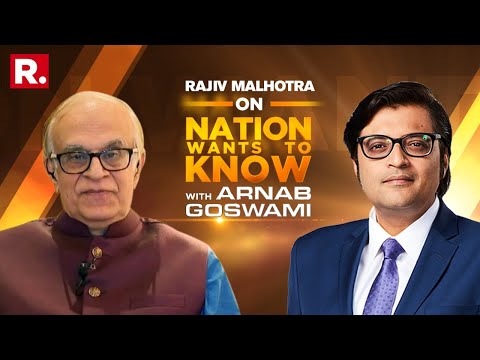 R.
RAJIV MALHOTRA
ON
NATION
WANTS TO
KNOW
WITH ARNAB
GOSWAMI